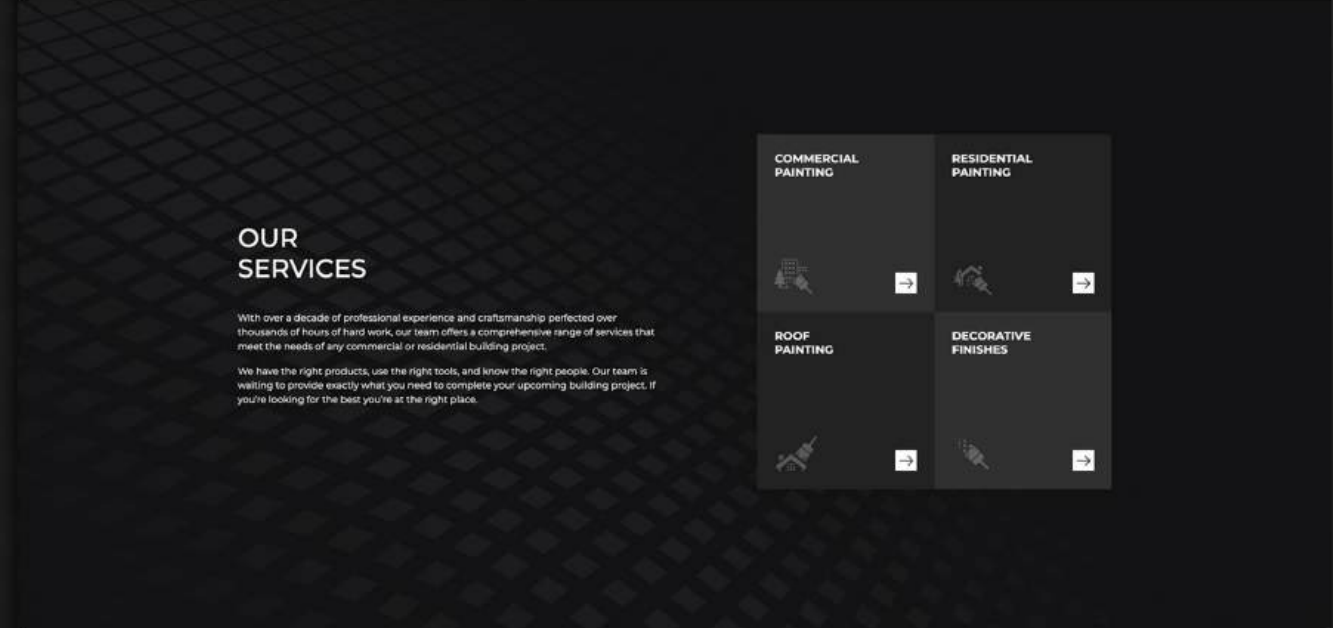 OUR
SERVICES
With over a decade of professional experience and craftsmanship perfected over
thousands of hours of hard work, our team offers a comprehensive range of services that
meet the needs of any commercial or residential building project.
We have the right products, use the right tools, and know the right people. Our team is
waiting to provide exactly what you need to complete your upcoming building project. If
you're looking for the best you're at the right place.
COMMERCIAL
PAINTING
RESIDENTIAL
PAINTING
ROOF
PAINTING
DECORATIVE
FINISHES